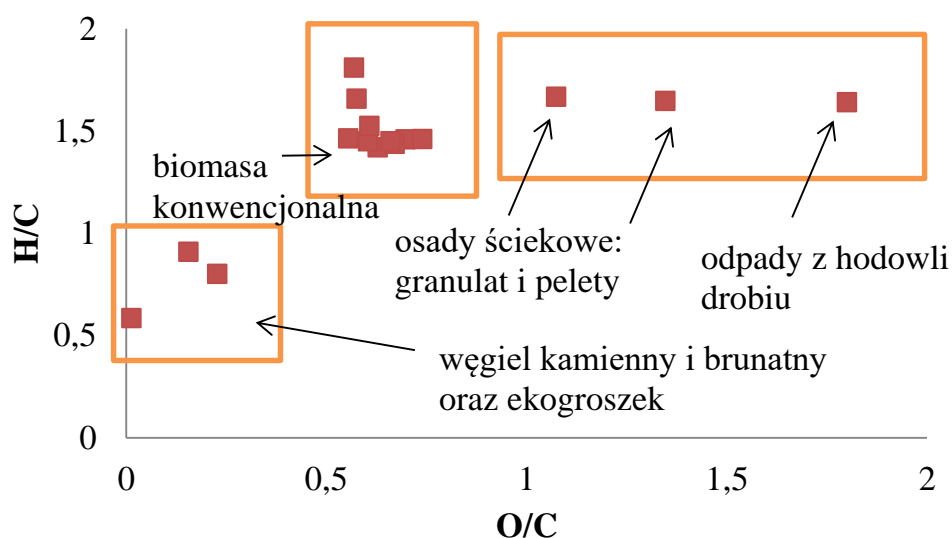 2
1,5
1
0,5
0
H/C
biomasa
konwencjonalna
osady ściekowe:
granulat i pelety
odpady z hodowli
drobiu
węgiel kamienny i brunatny
oraz ekogroszek
0
0,5
1
1,5
2
O/C